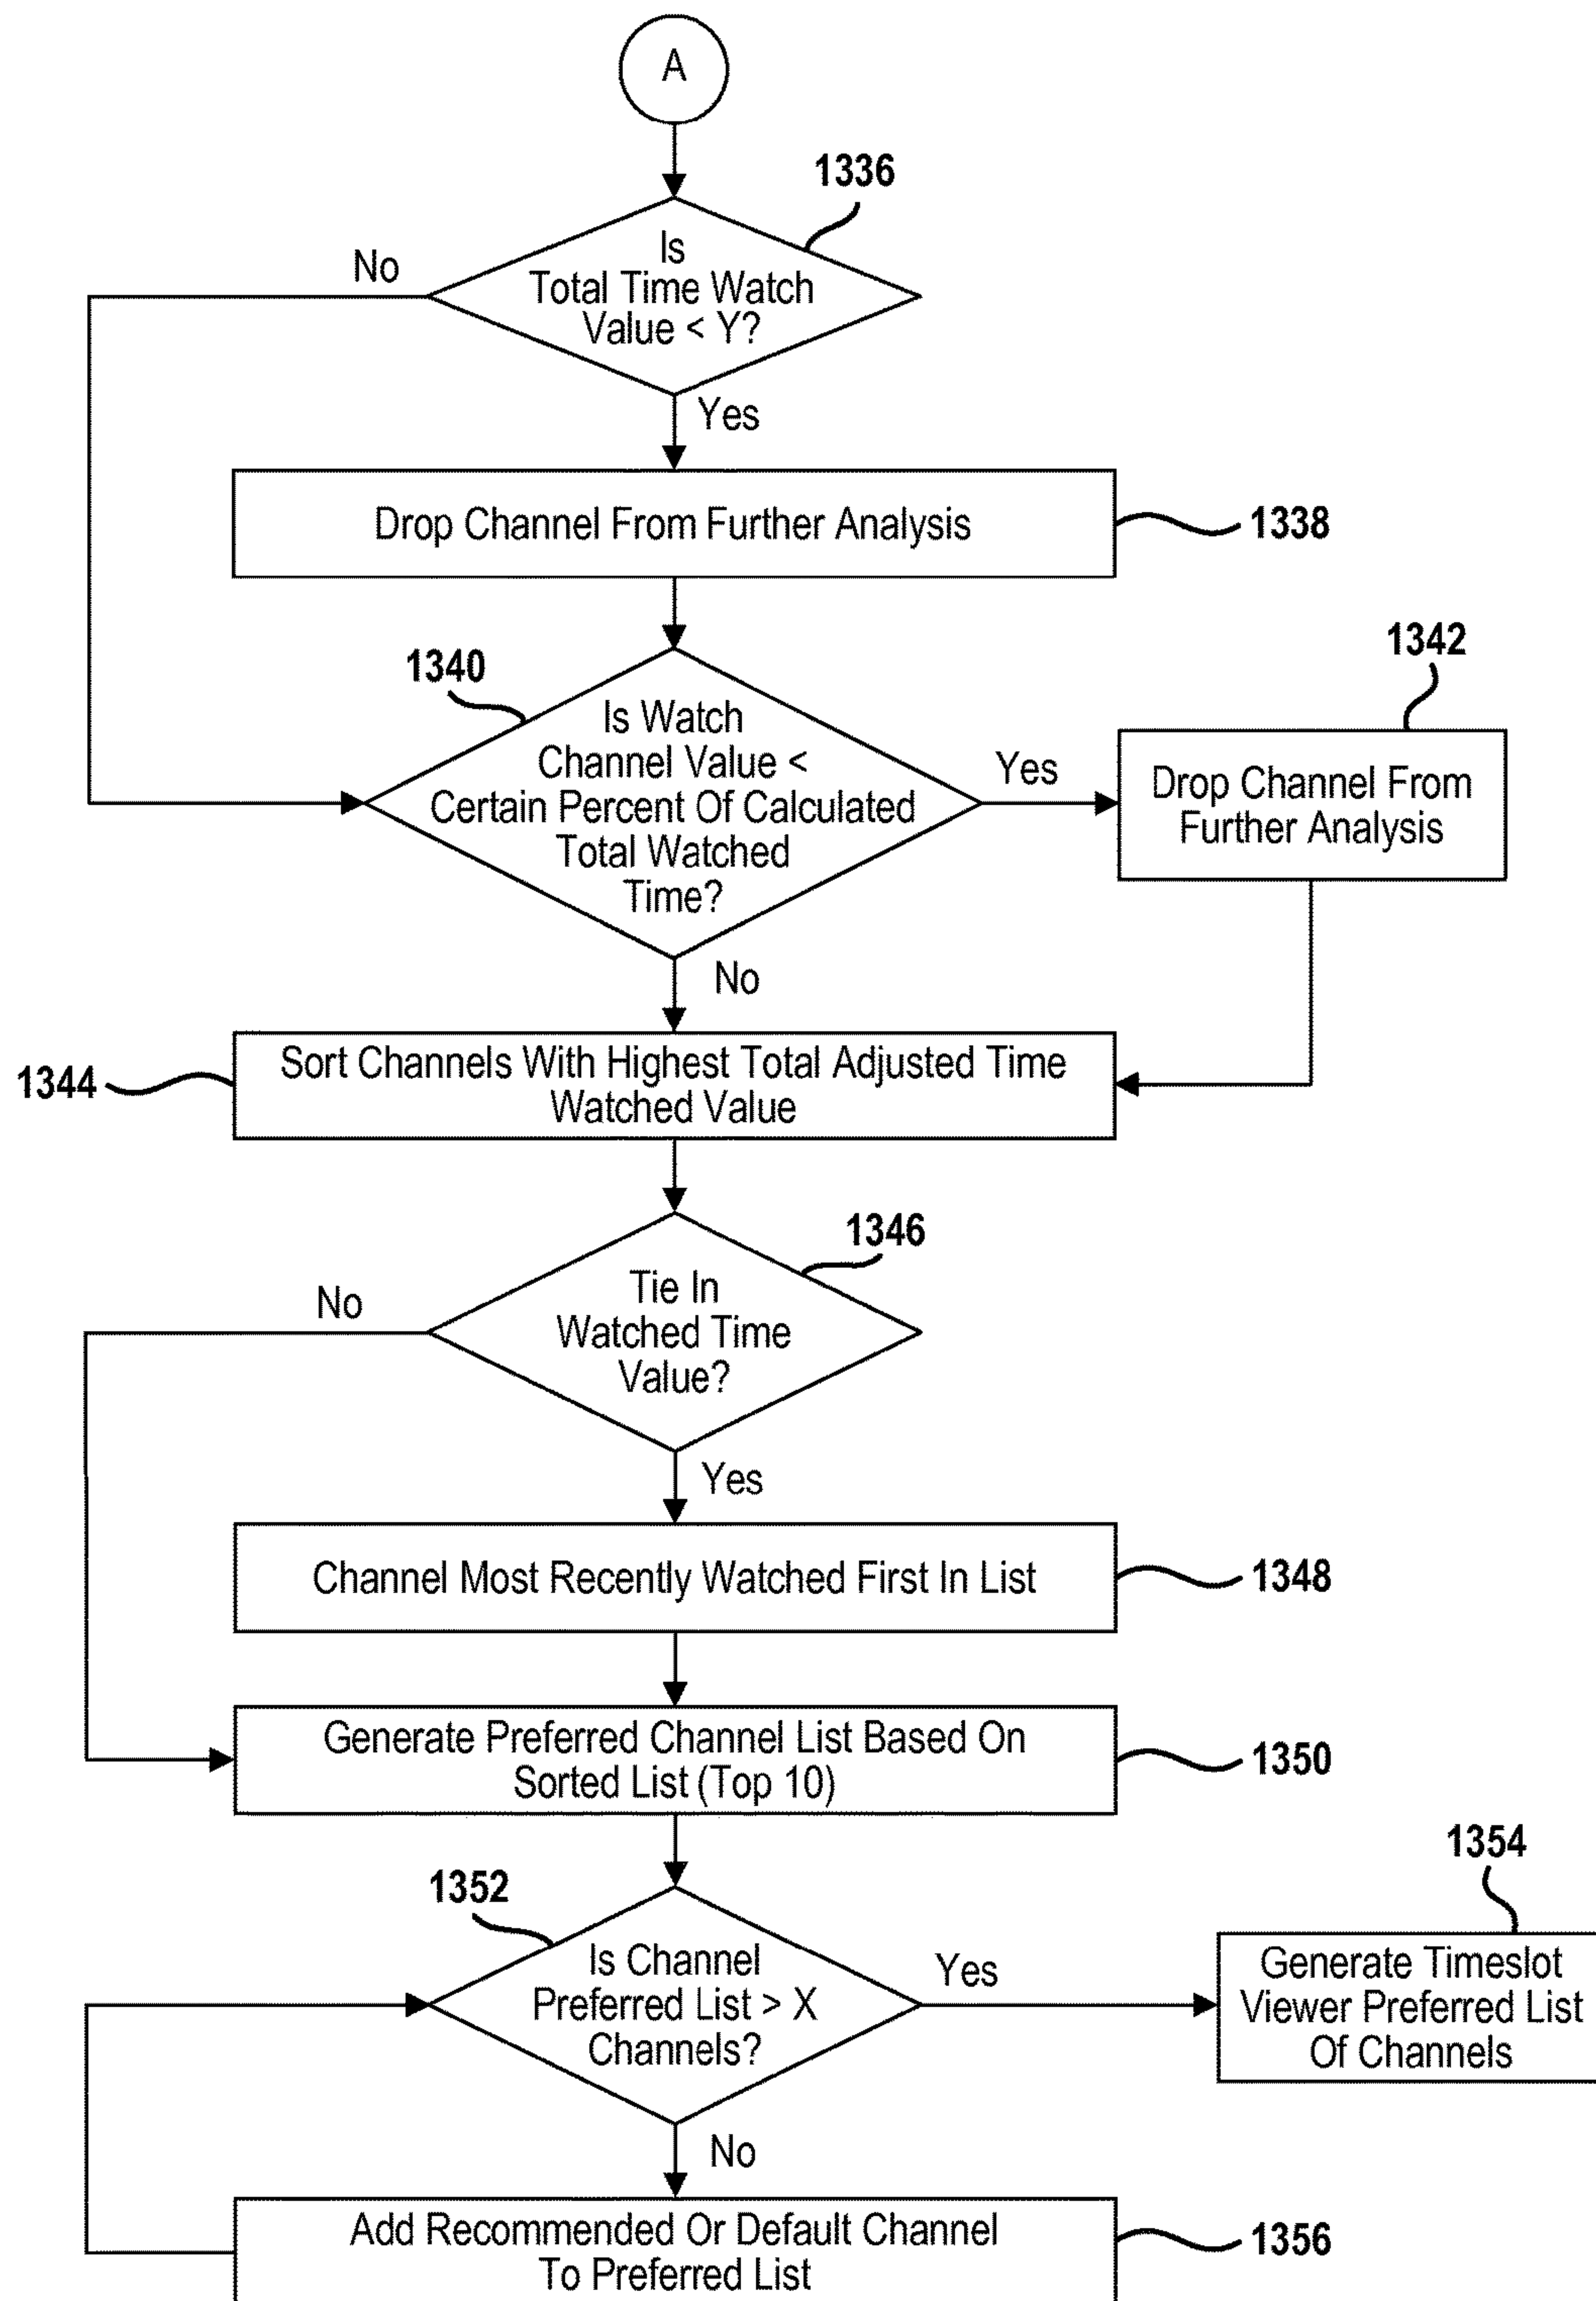 A
1336
Is
Total Time Watch
Value < Y?
No
Yes
Drop Channel From Further Analysis
1338
1340
Is Watch
Channel Value <
Certain Percent Of Calculated
Total Watched
Time?
Yes
1342
Drop Channel From
Further Analysis
No
1344
Sort Channels With Highest Total Adjusted Time
Watched Value
1346
Tie In
Watched Time
Value?
No
Yes
Channel Most Recently Watched First In List
1348
Generate Preferred Channel List Based On
Sorted List (Top 10)
1350
1352
Is Channel
Preferred List > X
Channels?
Yes
1354
Generate Timeslot
Viewer Preferred List
Of Channels
No
Add Recommended Or Default Channel
To Preferred List
1356